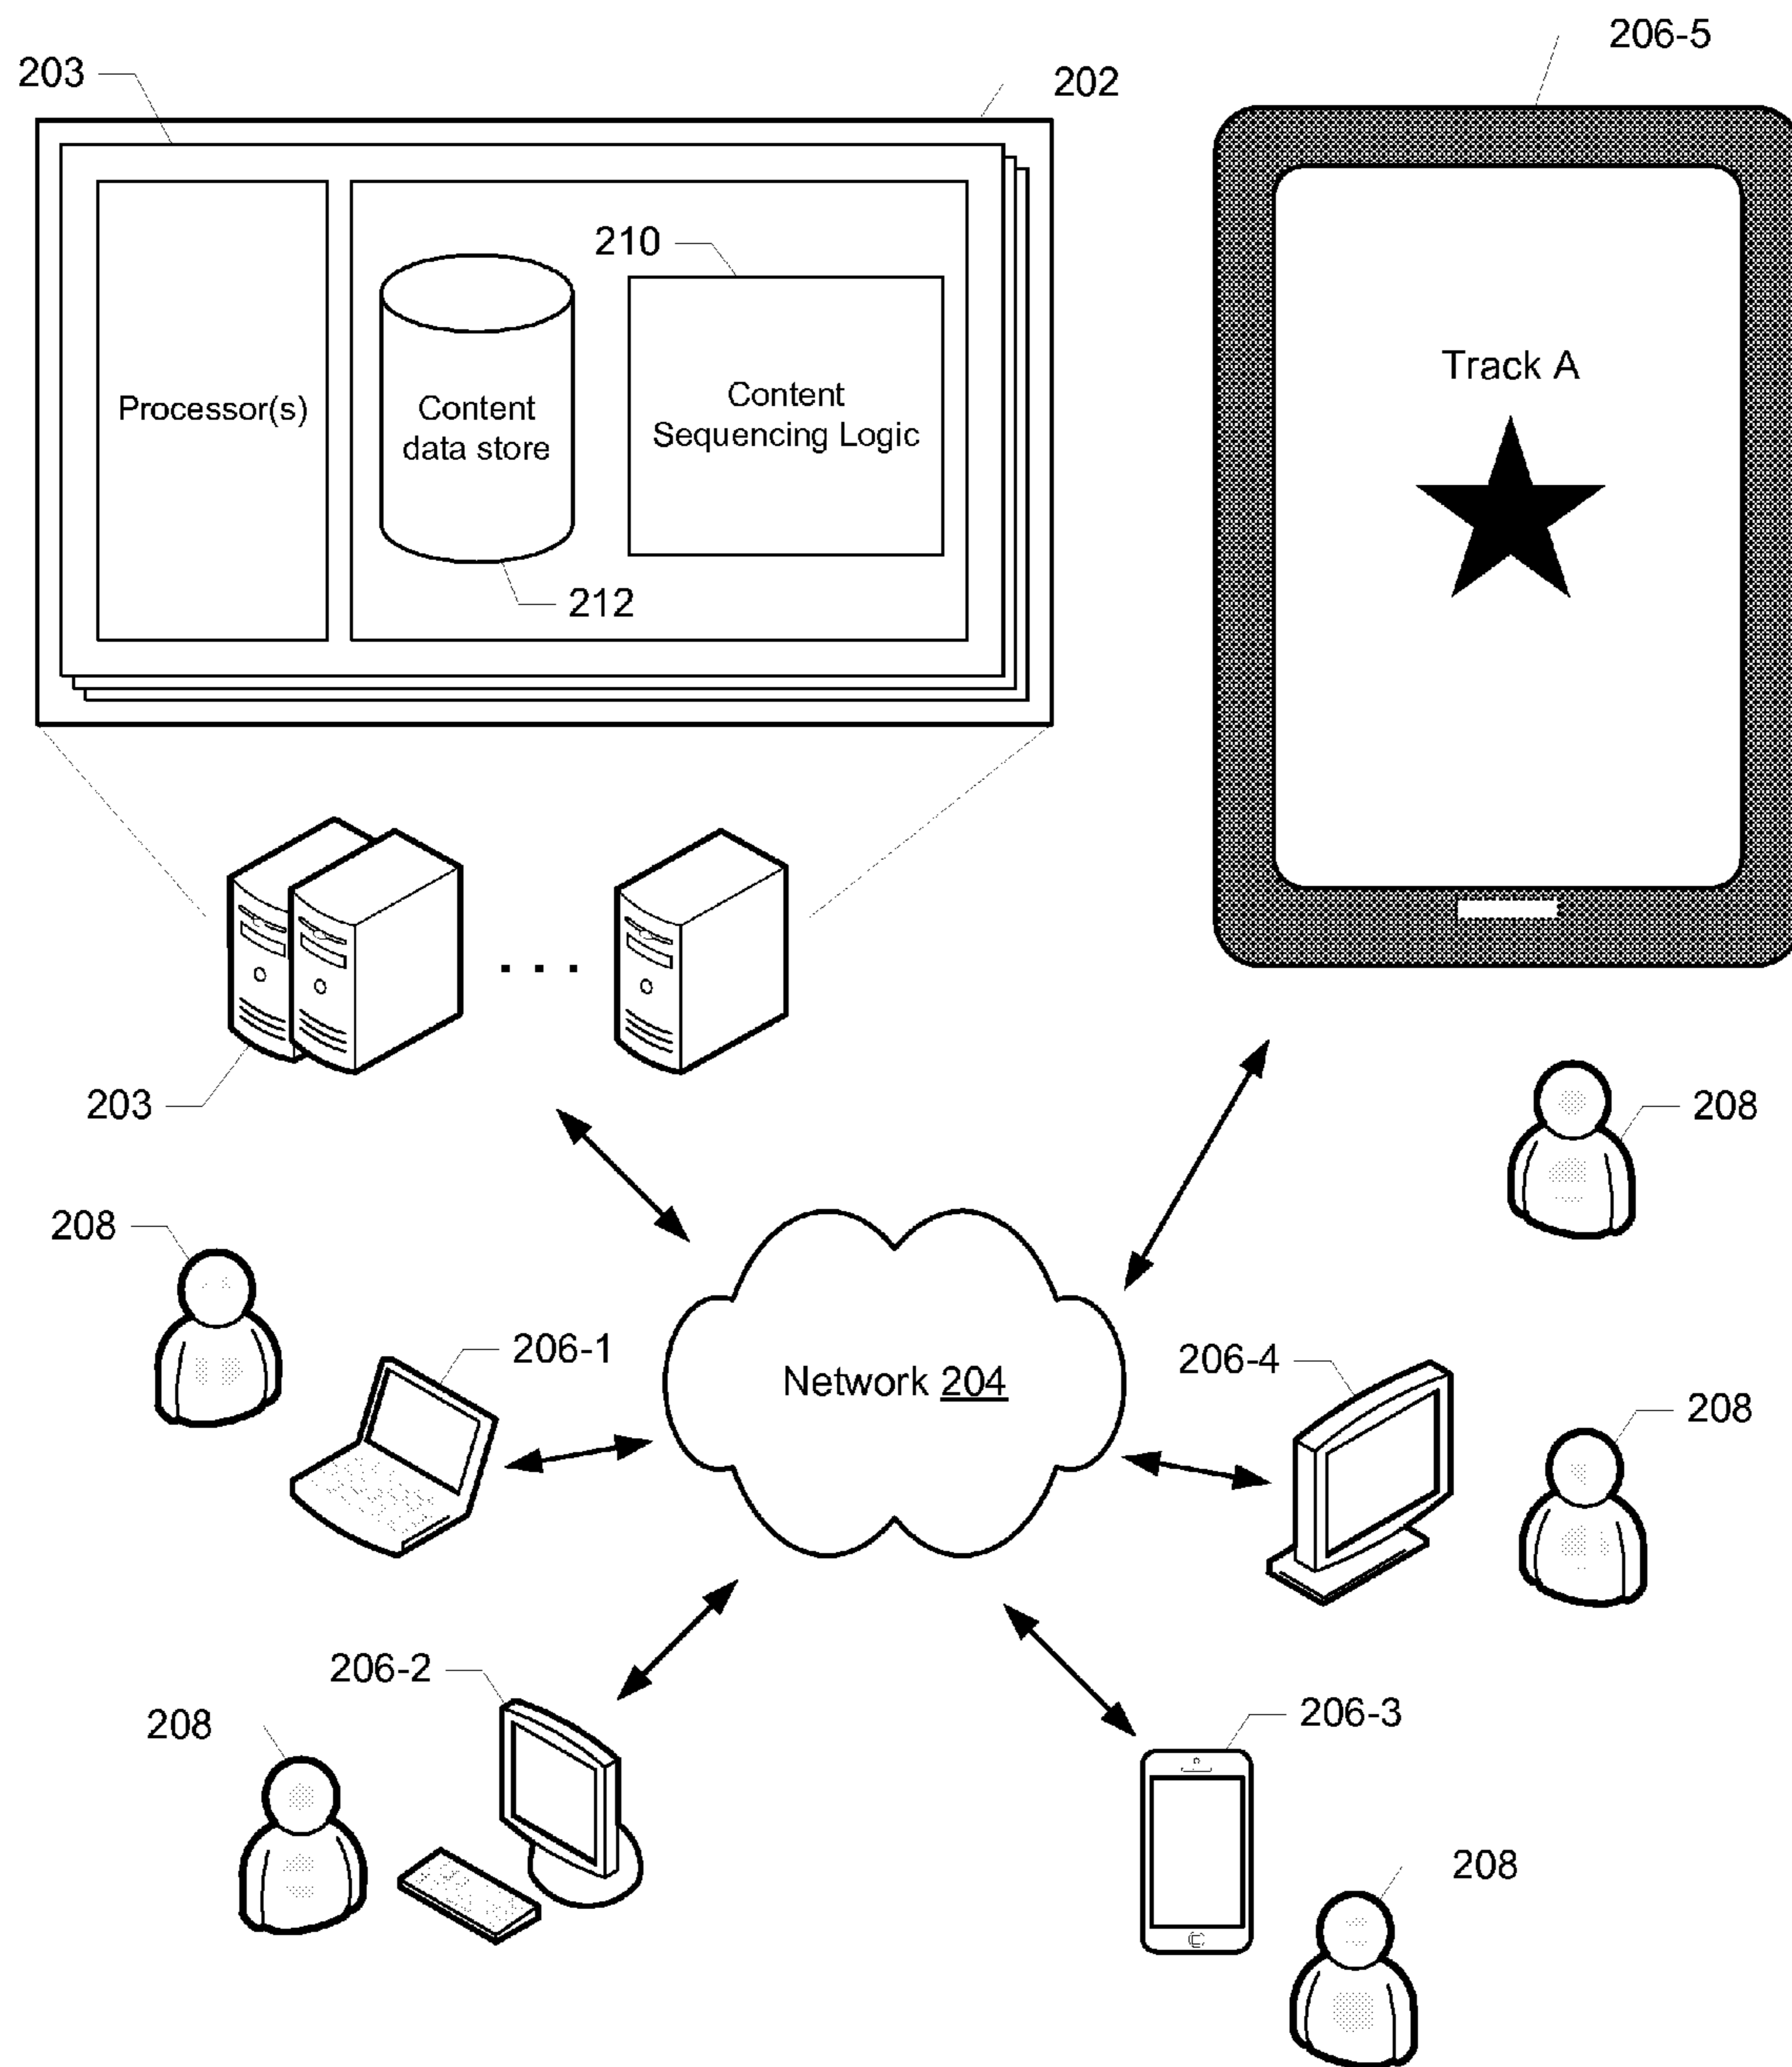 206-5
203
202
210
Track A
Processor(s)
Content
data store
Content
Sequencing Logic
212
203
208
208
206-1
Network 204
206-4
208
206-2
208
206-3
208